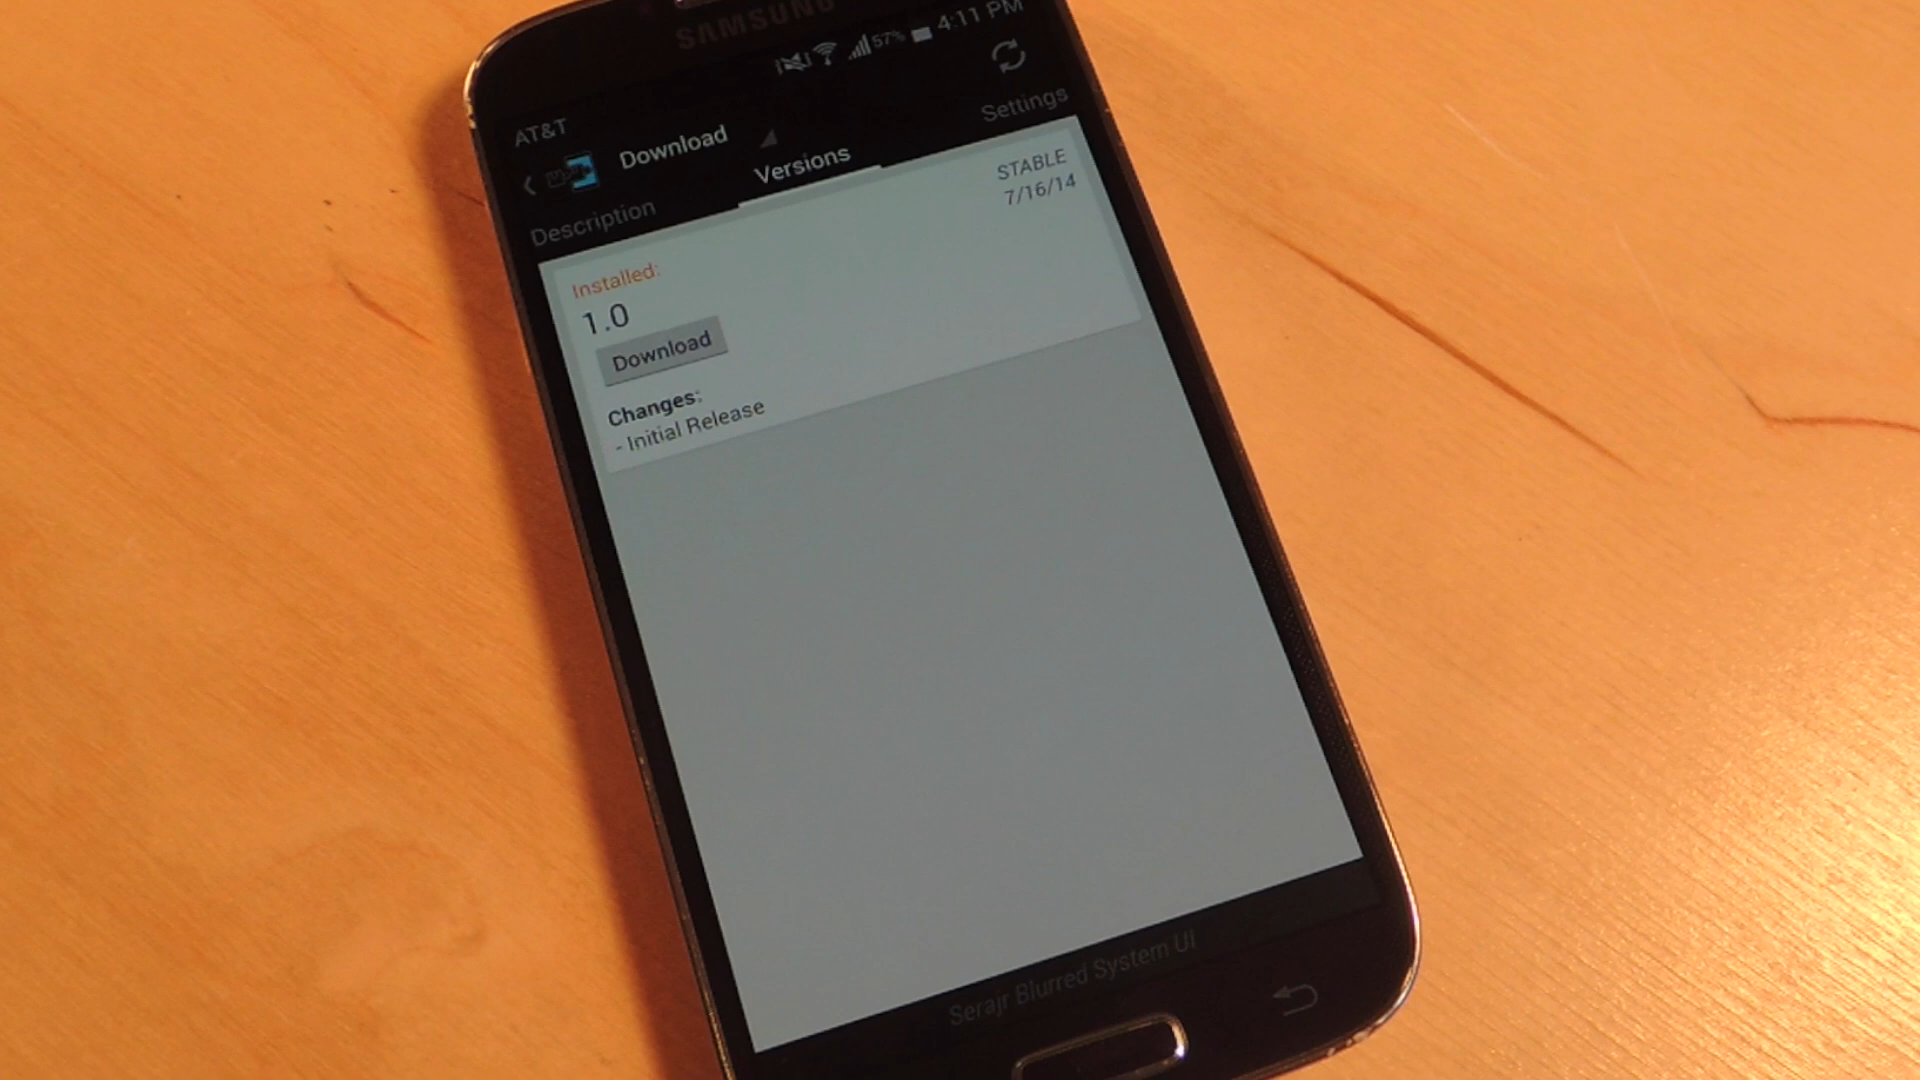 SAMSUNG
AT&T 57% 4:11 PM
Download
Description Versions Settings
Installed: STABLE
1.0 7/16/14
Download
Changes:
- Initial Release
Serajr Blurred System UI